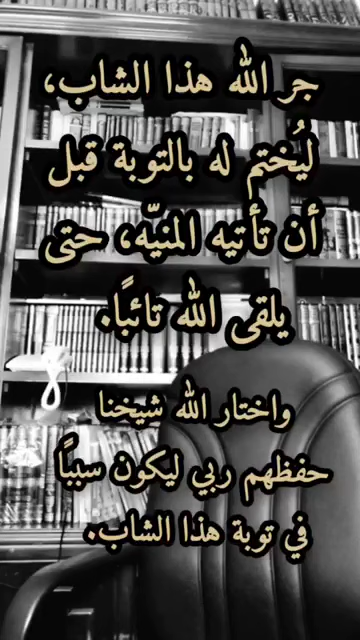 جر الله هذا الشاب،
ليُختم له بالتوبة قبل
أن تأتيه المنيّه، حتى
يلقى الله تائبًا.
واختار الله شيخنا
حفظهم ربي ليكون سببًا
في توبة هذا الشاب.